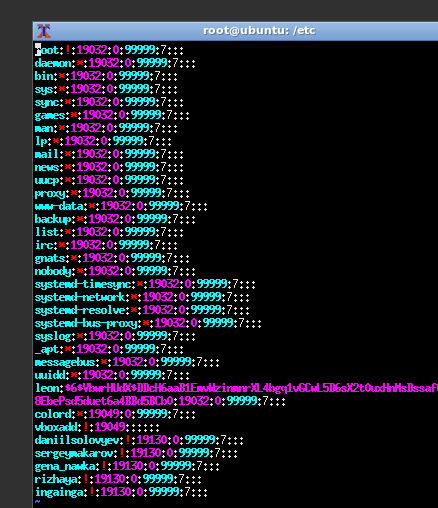 root@ubuntu: /etc
root:!:19032:0:99999:7:::
daemon:*:19032:0:99999:7:::
bin:*:19032:0:99999:7:::
sys:*:19032:0:99999:7:::
sync:*:19032:0:99999:7:::
games:*:19032:0:99999:7:::
man:*:19032:0:99999:7:::
lp:*:19032:0:99999:7:::
mail:*:19032:0:99999:7:::
news:*:19032:0:99999:7:::
uucp:*:19032:0:99999:7:::
proxy:*:19032:0:99999:7:::
www-data:*:19032:0:99999:7:::
backup:*:19032:0:99999:7:::
list:*:19032:0:99999:7:::
irc:*:19032:0:99999:7:::
gnats:*:19032:0:99999:7:::
nobody:*:19032:0:99999:7:::
systemd-timesync:*:19032:0:99999:7:::
systemd-network:*:19032:0:99999:7:::
systemd-resolve:*:19032:0:99999:7:::
systemd-bus-proxy:*:19032:0:99999:7:::
syslog:*:19032:0:99999:7:::
_apt:*:19032:0:99999:7:::
messagebus:*:19032:0:99999:7:::
uuidd:*:19032:0:99999:7:::
leon:
:19032:0:99999:7:::
colord:*:19049:0:99999:7:::
vboxadd:!:19049::::::
daniilsolovyev:!:19130:0:99999:7:::
sergeymakarov:!:19130:0:99999:7:::
gena_nawka:!:19130:0:99999:7:::
rizhaya:!:19130:0:99999:7:::
ingainga:!:19130:0:99999:7:::
~